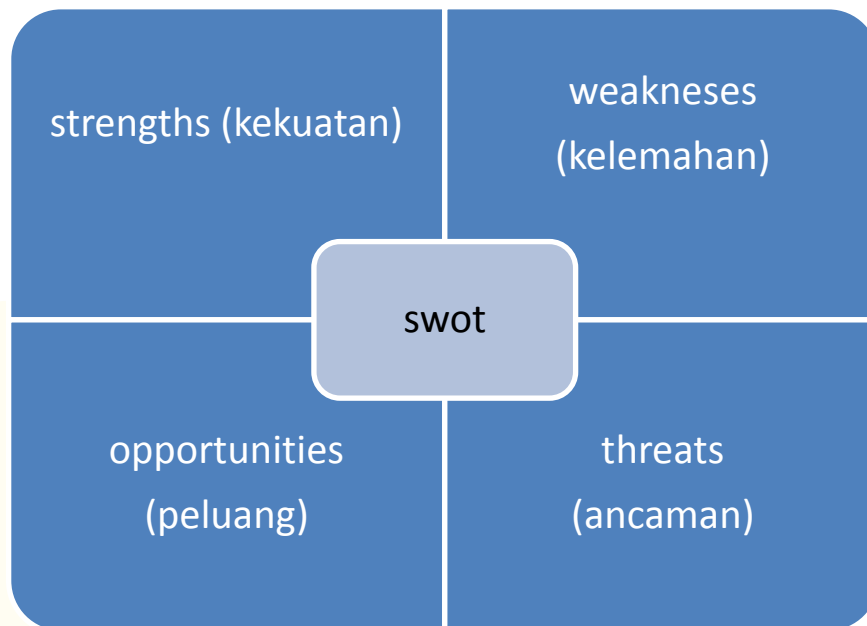 strengths (kekuatan)
weakneses
(kelemahan)
swot
opportunities
(peluang)
threats
(ancaman)